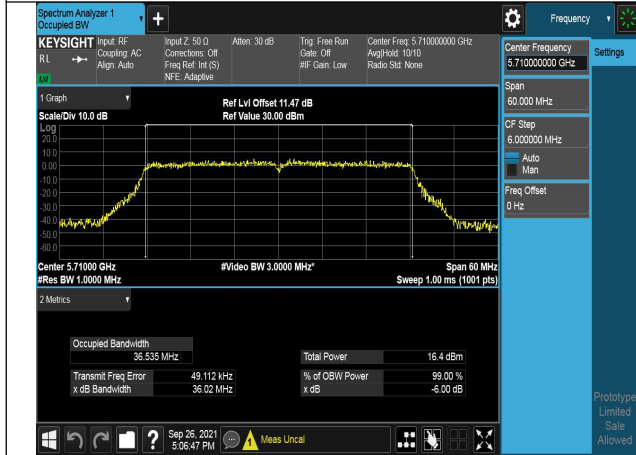 Spectrum Analyzer 1
Occupied BW
Frequency
KEYSIGHT
R L
Input: RF
Coupling: AC
Align: Auto
Input Z: 50 Ω
Corrections: Off
Freq Ref: Int (S)
NFE: Adaptive
Atten: 30 dB
Trig: Free Run
Gate: Off
#IF Gain: Low
Center Freq: 5.710000000 GHz
Avg|Hold: 10/10
Radio Std: None
Center Frequency
5.710000000 GHz
Settings
Span
60.000 MHz
CF Step
6.000000 MHz
Auto
Man
Freq Offset
0 Hz
1 Graph
Scale/Div 10.0 dB
Ref Lvl Offset 11.47 dB
Ref Value 30.00 dBm
Log
20.0
10.0
0.00
-10.0
-20.0
-30.0
-40.0
-50.0
-60.0
Center 5.71000 GHz
#Res BW 1.0000 MHz
#Video BW 3.0000 MHz*
Span 60 MHz
Sweep 1.00 ms (1001 pts)
2 Metrics
Occupied Bandwidth
36.535 MHz
Total Power 16.4 dBm
Transmit Freq Error 49.112 kHz
% of OBW Power 99.00 %
x dB Bandwidth 36.02 MHz
x dB -6.00 dB
Prototype
Limited
Sale
Allowed
Sep 26, 2021
5:06:47 PM
Meas Uncal